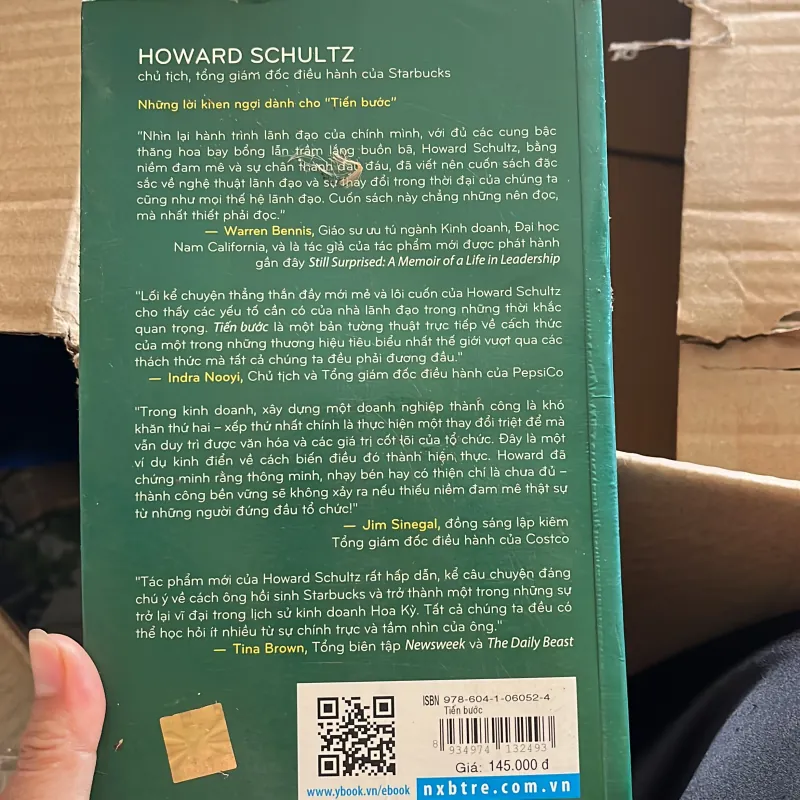 HOWARD SCHULTZ
chủ tịch, tổng giám đốc điều hành của Starbucks
Những lời khen ngợi dành cho "Tiến bước"
"Nhìn lại hành trình lãnh đạo của chính mình, với đủ các cung bậc
thăng hoa bay bổng lẫn trầm lắng buồn bã, Howard Schultz, bằng
niềm đam mê và sự chân thành đau đáu, đã viết nên cuốn sách đặc
sắc về nghệ thuật lãnh đạo và sự thay đổi trong thời đại của chúng ta
cũng như mọi thế hệ lãnh đạo. Cuốn sách này chẳng những nên đọc,
mà nhất thiết phải đọc."
— Warren Bennis, Giáo sư ưu tú ngành Kinh doanh, Đại học
Nam California, và là tác giả của tác phẩm mới được phát hành
gần đây Still Surprised: A Memoir of a Life in Leadership
"Lối kể chuyện thẳng thắn đầy mới mẻ và lôi cuốn của Howard Schultz
cho thấy các yếu tố cần có của nhà lãnh đạo trong những thời khắc
quan trọng. Tiến bước là một bản tường thuật trực tiếp về cách thức
của một trong những thương hiệu tiêu biểu nhất thế giới vượt qua các
thách thức mà tất cả chúng ta đều phải đương đầu."
— Indra Nooyi, Chủ tịch và Tổng giám đốc điều hành của PepsiCo
"Trong kinh doanh, xây dựng một doanh nghiệp thành công là khó
khăn thứ hai – xếp thứ nhất chính là thực hiện một thay đổi triệt để mà
vẫn duy trì được văn hóa và các giá trị cốt lõi của tổ chức. Đây là một
ví dụ kinh điển về cách biến điều đó thành hiện thực. Howard đã
chứng minh rằng thông minh, nhạy bén hay có thiện chí là chưa đủ –
thành công bền vững sẽ không xảy ra nếu thiếu niềm đam mê thật sự
từ những người đứng đầu tổ chức!"
— Jim Sinegal, đồng sáng lập kiêm
Tổng giám đốc điều hành của Costco
"Tác phẩm mới của Howard Schultz rất hấp dẫn, kể câu chuyện đáng
chú ý về cách ông hồi sinh Starbucks và trở thành một trong những sự
trở lại vĩ đại trong lịch sử kinh doanh Hoa Kỳ. Tất cả chúng ta đều có
thể học hỏi ít nhiều từ sự chính trực và tầm nhìn của ông."
— Tina Brown, Tổng biên tập Newsweek và The Daily Beast
ISBN 978-604-1-06052-4
Tiến bước
8 934974 132493
Giá: 145.000 đ
www.ybook.vn/ebook
nxbtre.com.vn